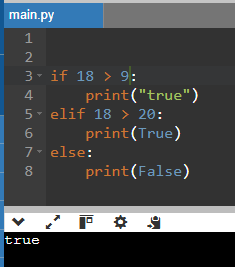 main.py
1
2
3 if 18 > 9:
4     print("true")
5 elif 18 > 20:
6     print(True)
7 else:
8     print(False)
true